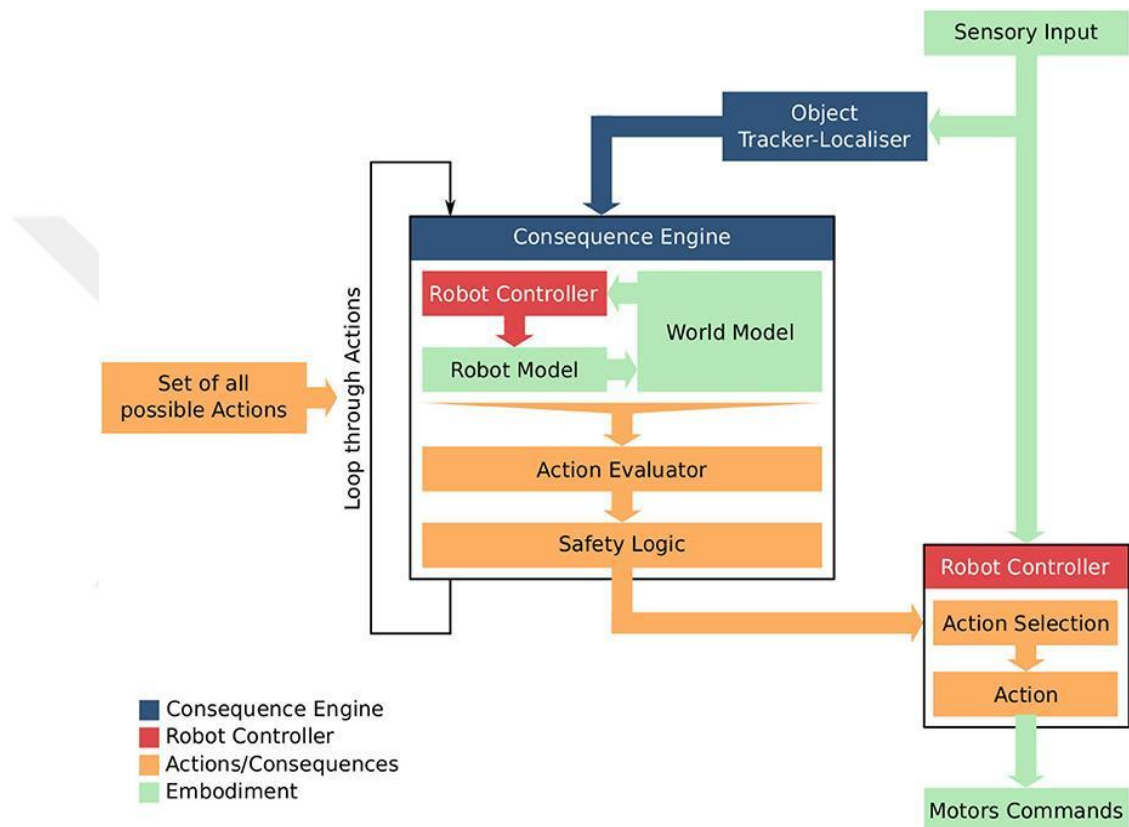 Sensory Input
Object
Tracker-Localiser
Consequence Engine
Robot Controller
World Model
Robot Model
Loop through Actions
Set of all
possible Actions
Action Evaluator
Safety Logic
Robot Controller
Action Selection
Action
Motors Commands
Consequence Engine
Robot Controller
Actions/Consequences
Embodiment